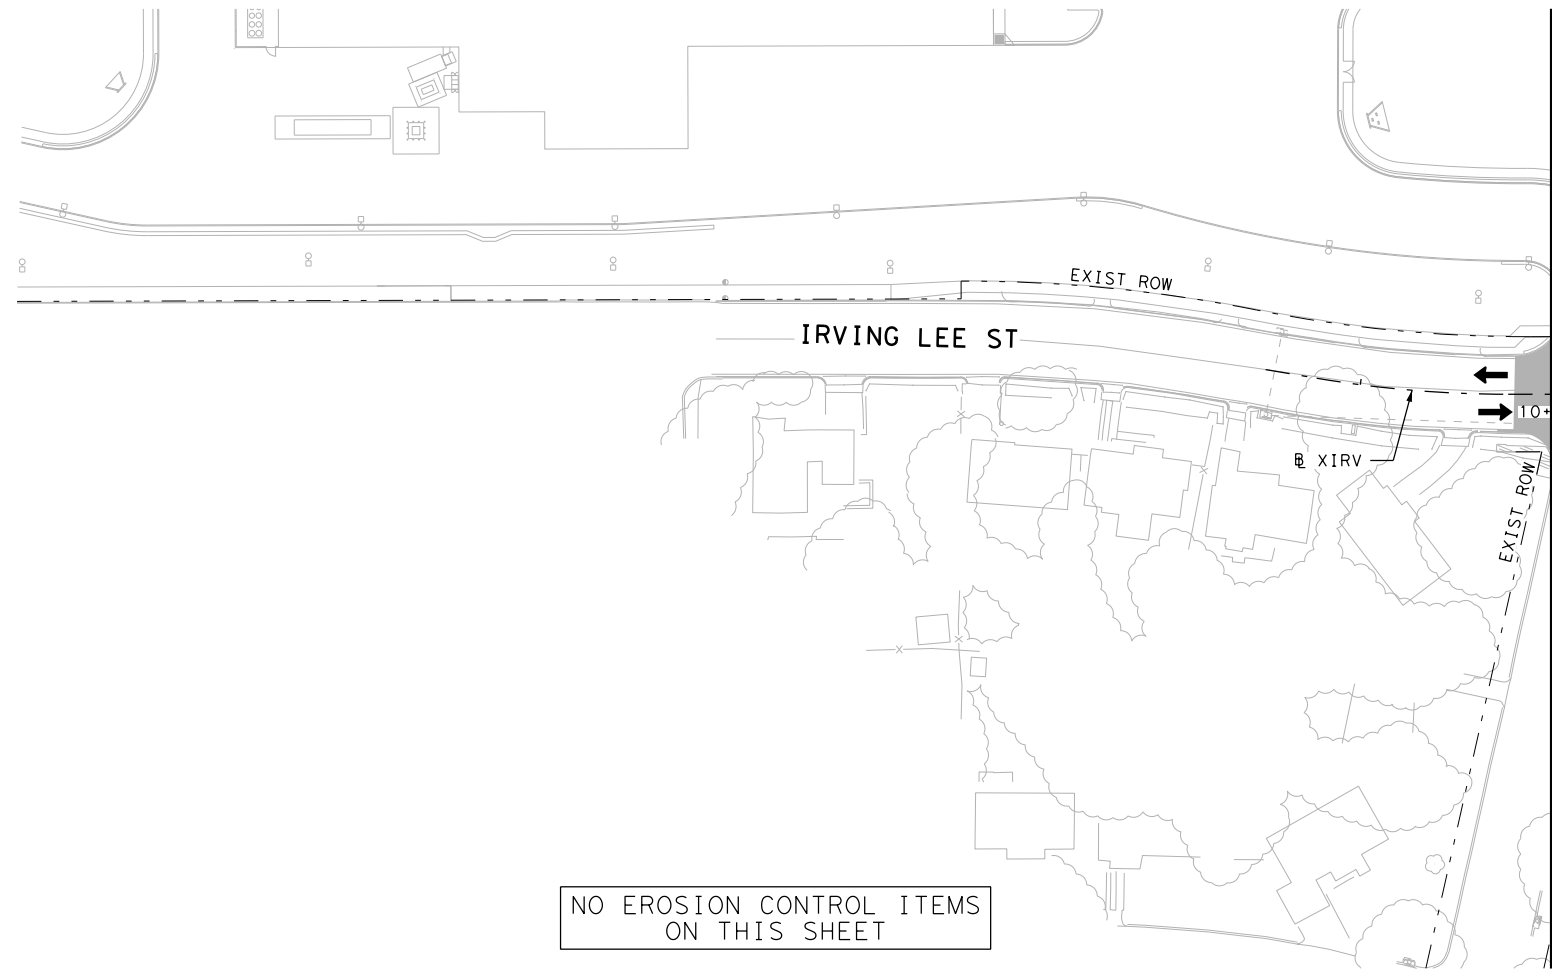 EXIST ROW
IRVING LEE ST
10+
℄ XIRV
EXIST ROW
NO EROSION CONTROL ITEMS
ON THIS SHEET